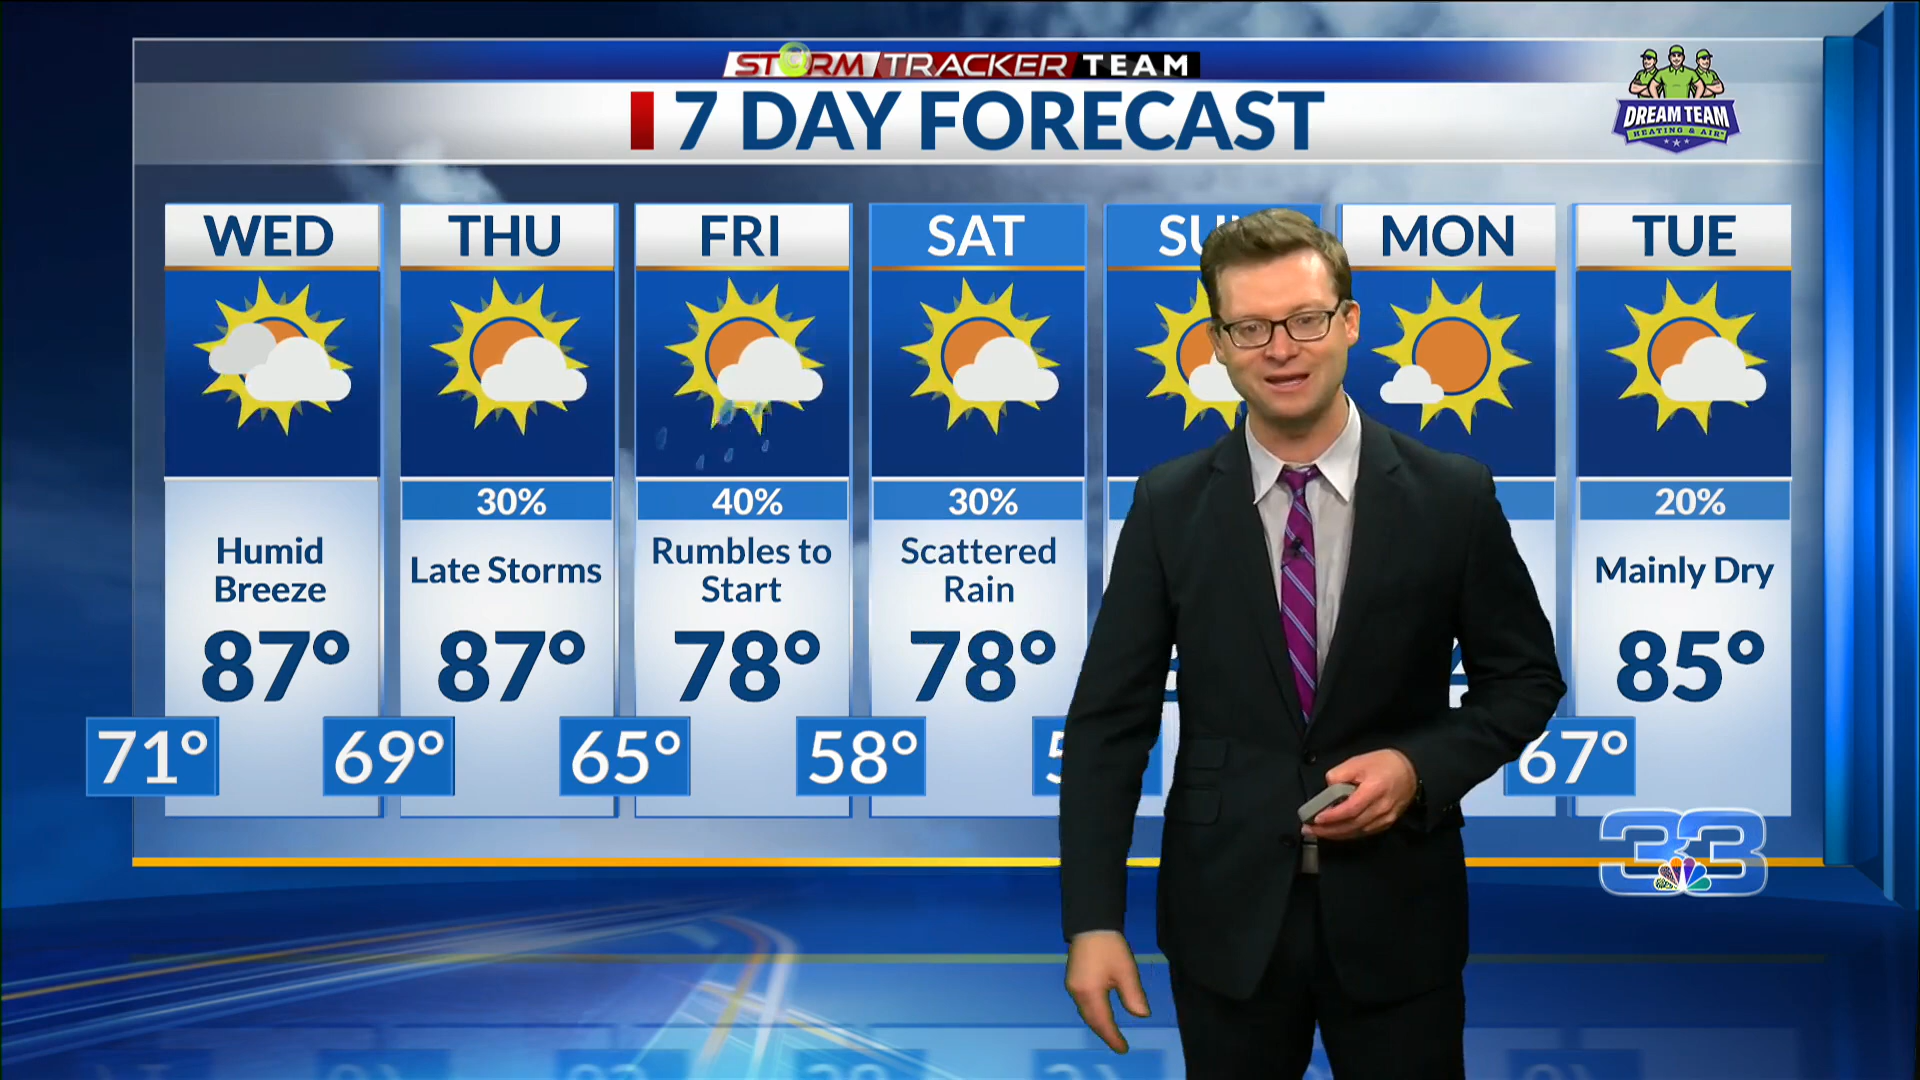 STORM TRACKER TEAM
7 DAY FORECAST
DREAM TEAM
HEATING & AIR
WED
THU
FRI
SAT
MON
TUE
30%
40%
30%
20%
Humid
Breeze
Late Storms
Rumbles to
Start
Scattered
Rain
Mainly Dry
87°
87°
78°
78°
85°
71°
69°
65°
58°
67°
33